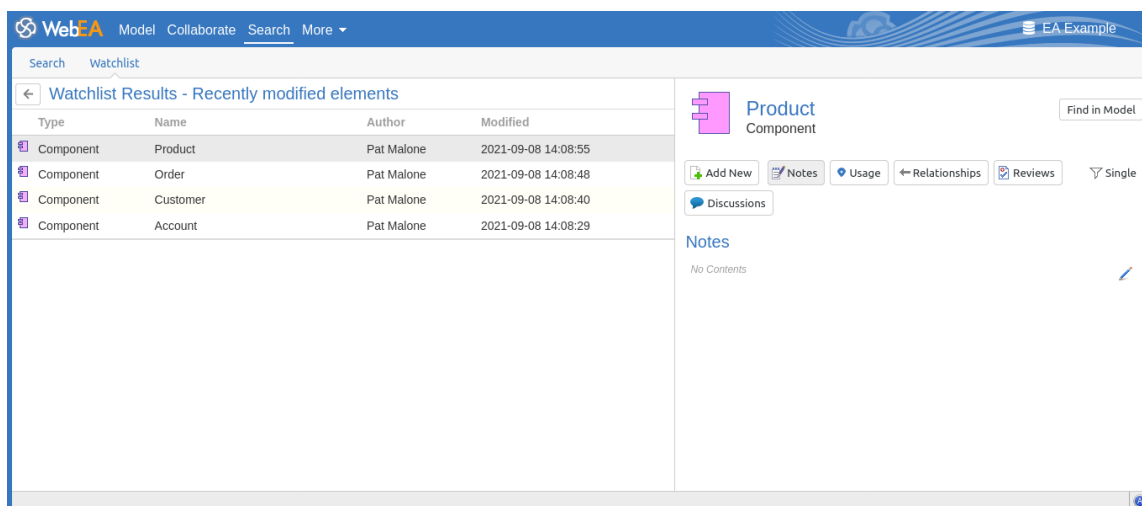 WebEA Model Collaborate Search More EA Example
Search Watchlist
Watchlist Results - Recently modified elements
Type Name Author Modified
Component Product Pat Malone 2021-09-08 14:08:55
Component Order Pat Malone 2021-09-08 14:08:48
Component Customer Pat Malone 2021-09-08 14:08:40
Component Account Pat Malone 2021-09-08 14:08:29
Product
Component
Find in Model
Add New Notes Usage Relationships Reviews Single
Discussions
Notes
No Contents